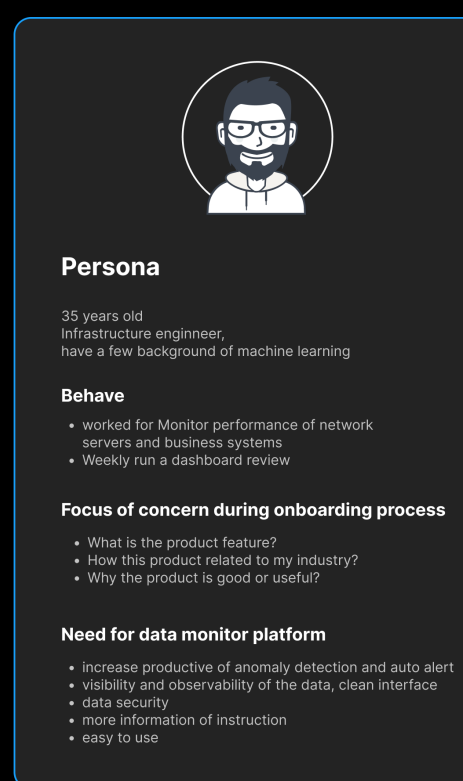 Persona
35 years old
Infrastructure enginneer,
have a few background of machine learning
Behave
• worked for Monitor performance of network
servers and business systems
• Weekly run a dashboard review
Focus of concern during onboarding process
• What is the product feature?
• How this product related to my industry?
• Why the product is good or useful?
Need for data monitor platform
• increase productive of anomaly detection and auto alert
• visibility and observability of the data, clean interface
• data security
• more information of instruction
• easy to use